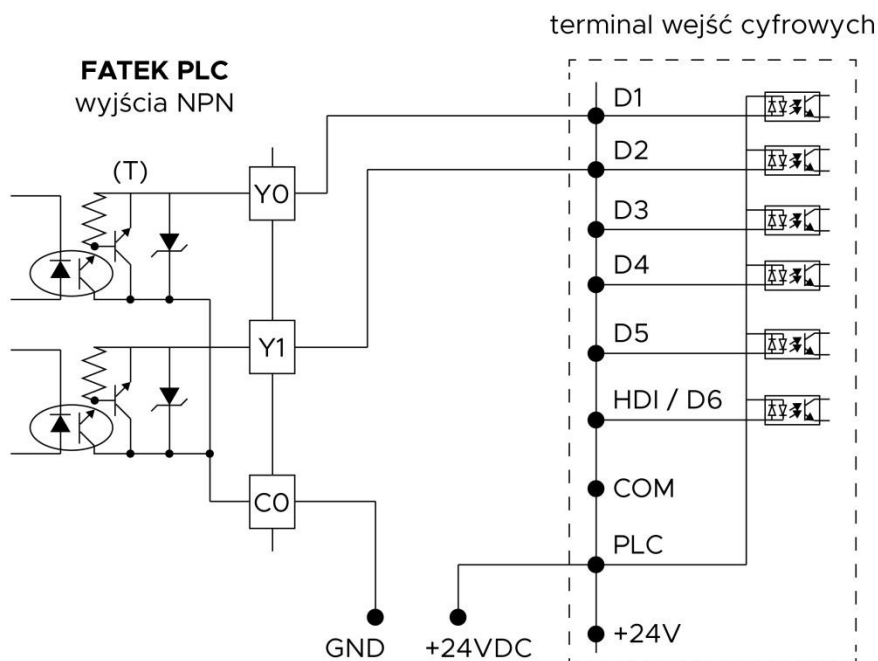 terminal wejść cyfrowych
FATEK PLC
wyjścia NPN
(T)
Y0
Y1
C0
GND
+24VDC
D1
D2
D3
D4
D5
HDI / D6
COM
PLC
+24V